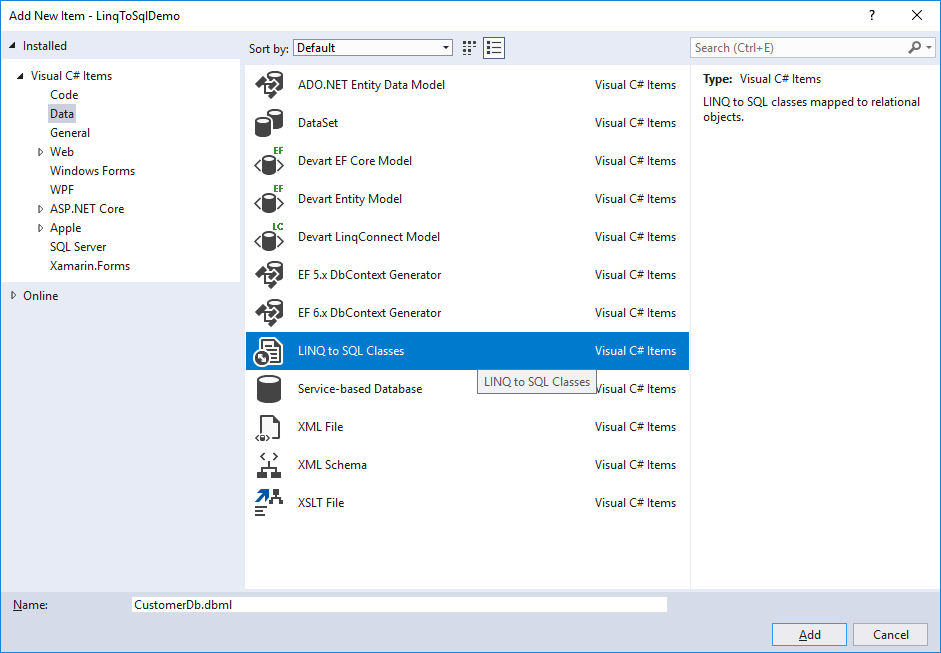 Add New Item - LinqToSqlDemo
?
Installed
Sort by: Default
Search (Ctrl+E)
Visual C# Items
Code
Data
General
Web
Windows Forms
WPF
ASP.NET Core
Apple
SQL Server
Xamarin.Forms
Online
ADO.NET Entity Data Model Visual C# Items
DataSet Visual C# Items
EF
Devart EF Core Model Visual C# Items
EF
Devart Entity Model Visual C# Items
LC
Devart LinqConnect Model Visual C# Items
EF 5.x DbContext Generator Visual C# Items
EF 6.x DbContext Generator Visual C# Items
LINQ to SQL Classes Visual C# Items
LINQ to SQL Classes
Service-based Database Visual C# Items
XML File Visual C# Items
XML Schema Visual C# Items
XSLT File Visual C# Items
Type: Visual C# Items
LINQ to SQL classes mapped to relational
objects.
Name: CustomerDb.dbml
Add Cancel